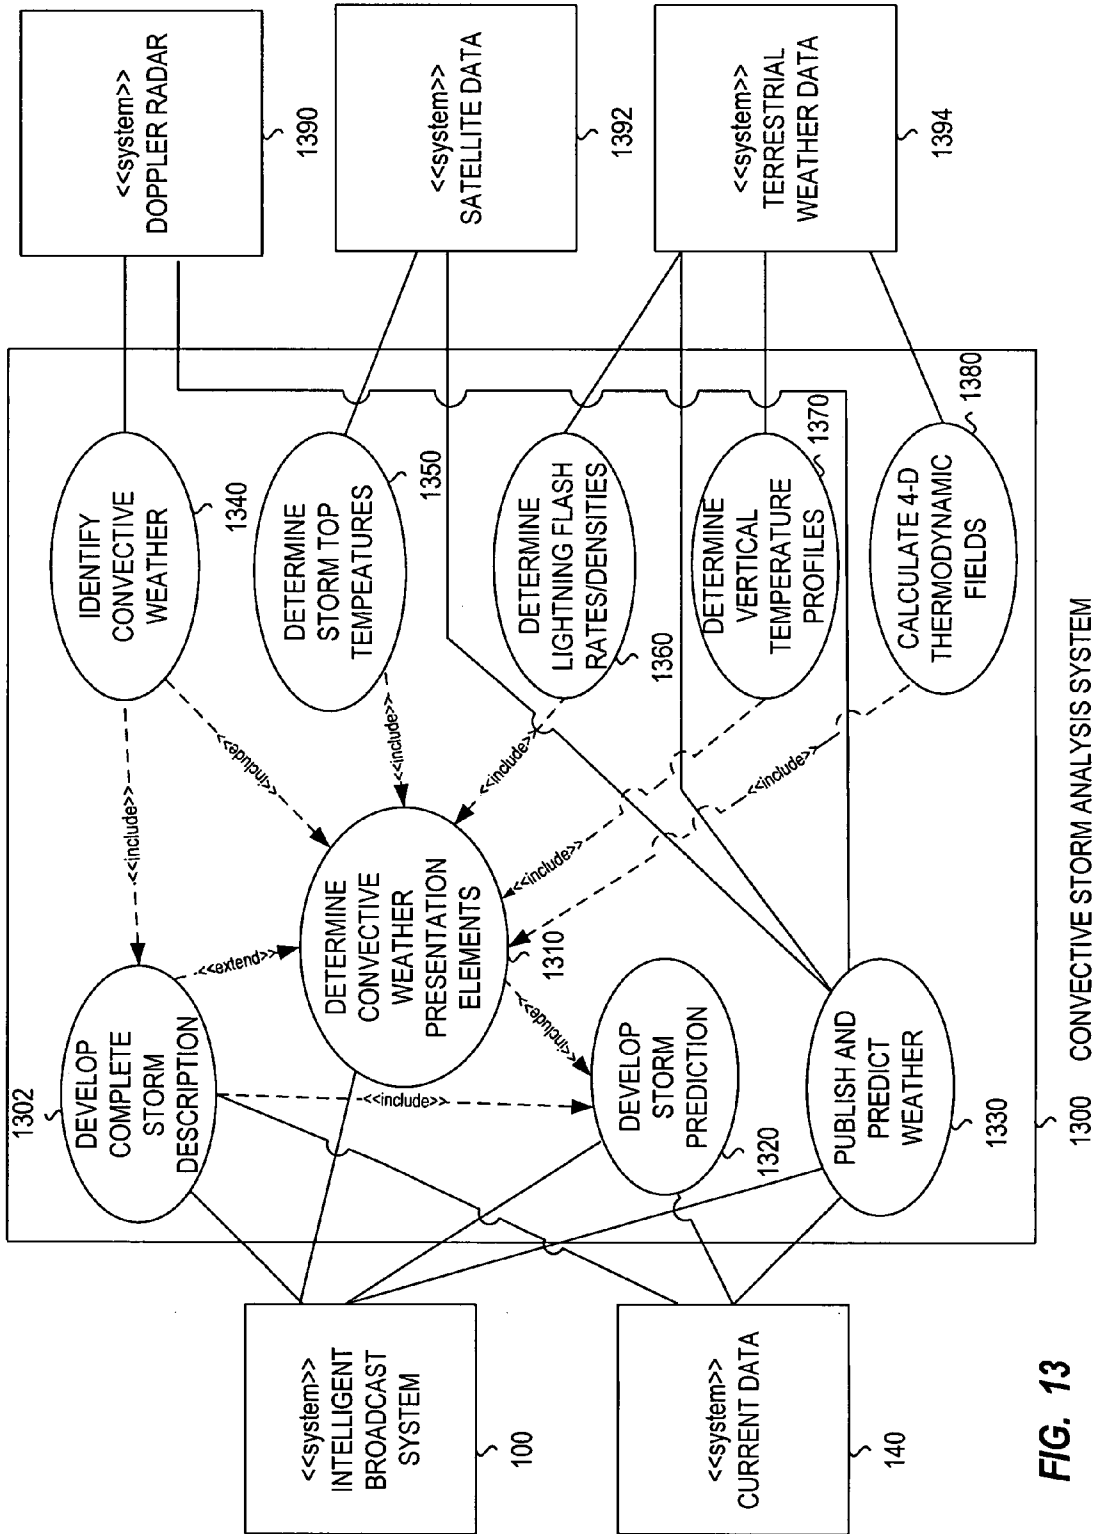 <<system>>
INTELLIGENT
BROADCAST
SYSTEM
100
<<system>>
CURRENT DATA
140
1302
DEVELOP
COMPLETE
STORM
DESCRIPTION
<<extend>>
<<include>>
<<include>>
DETERMINE
CONVECTIVE
WEATHER
PRESENTATION
ELEMENTS
1310
<<include>>
DEVELOP
STORM
PREDICTION
1320
PUBLISH AND
PREDICT
WEATHER
1330
<<include>>
<<include>>
<<include>>
<<include>>
<<include>>
IDENTIFY
CONVECTIVE
WEATHER
1340
DETERMINE
STORM TOP
TEMPEATURES
1350
DETERMINE
LIGHTNING FLASH
RATES/DENSITIES
1360
DETERMINE
VERTICAL
TEMPERATURE
PROFILES
1370
CALCULATE 4-D
THERMODYNAMIC
FIELDS
1380
<<system>>
DOPPLER RADAR
1390
<<system>>
SATELLITE DATA
1392
<<system>>
TERRESTRIAL
WEATHER DATA
1394
1300 CONVECTIVE STORM ANALYSIS SYSTEM
FIG. 13